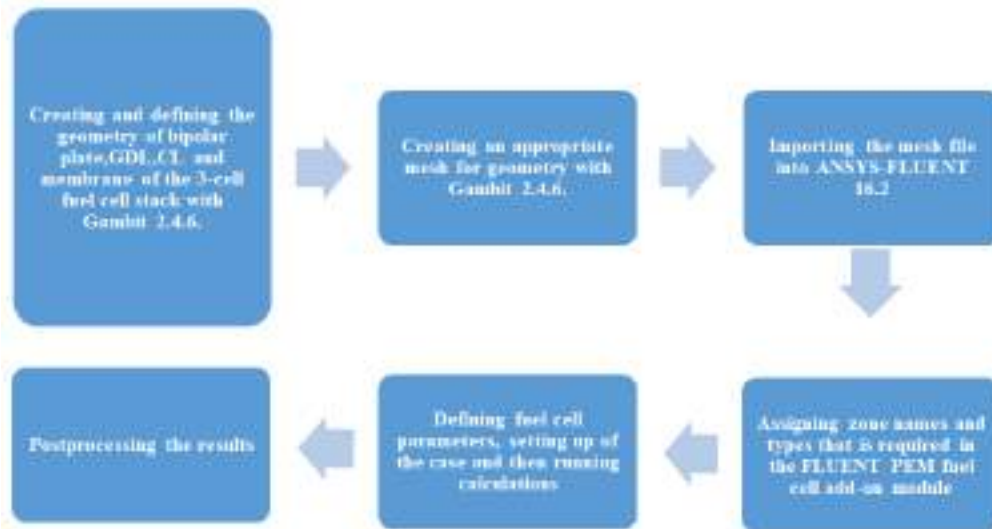 Creating and defining the
geometry of bipolar
plate,GDL,CL and
membrane of the 3-cell
fuel cell stack with
Gambit 2.4.6.
Creating an appropriate
mesh for geometry with
Gambit 2.4.6.
Importing the mesh file
into ANSYS-FLUENT
16.2
Assigning zone names and
types that is required in
the FLUENT PEM fuel
cell add-on module
Defining fuel cell
parameters, setting up of
the case and then running
calculations
Postprocessing the results